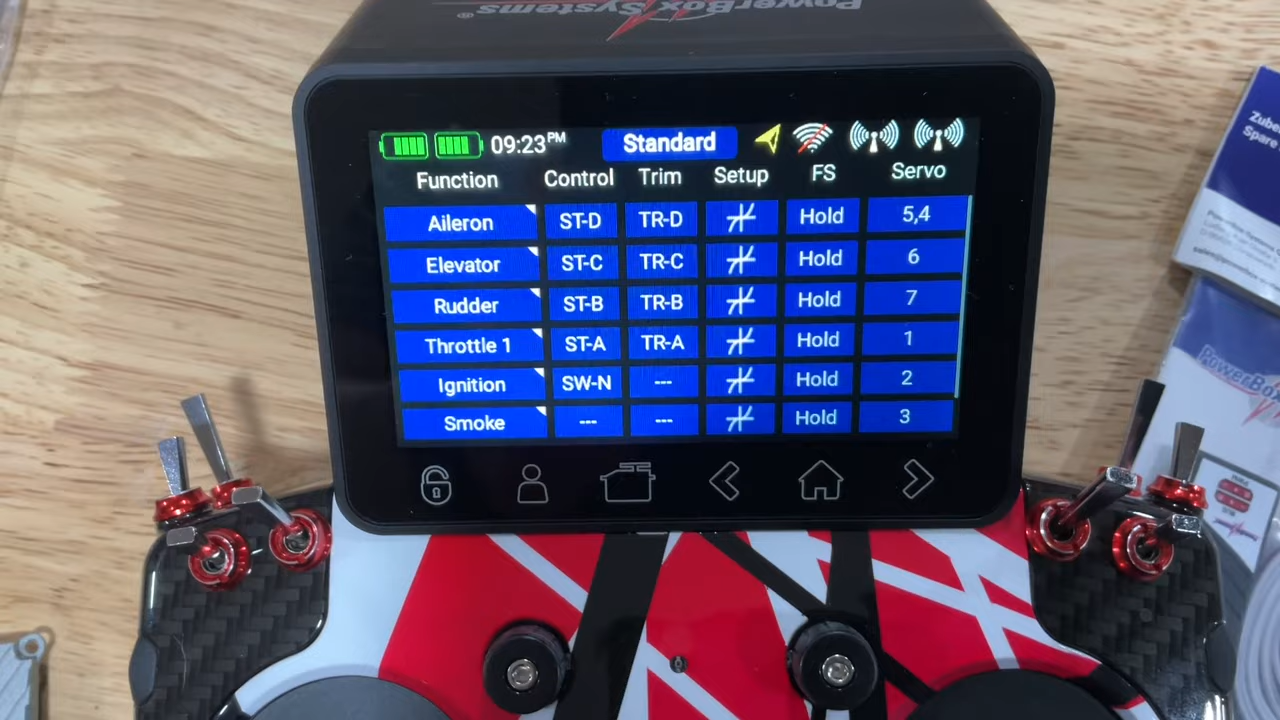 PowerBox Systems®
09:23PM Standard
Function Control Trim Setup FS Servo
Aileron ST-D TR-D Hold 5,4
Elevator ST-C TR-C Hold 6
Rudder ST-B TR-B Hold 7
Throttle 1 ST-A TR-A Hold 1
Ignition SW-N --- Hold 2
Smoke --- --- Hold 3
Zube
Spare
PowerBox